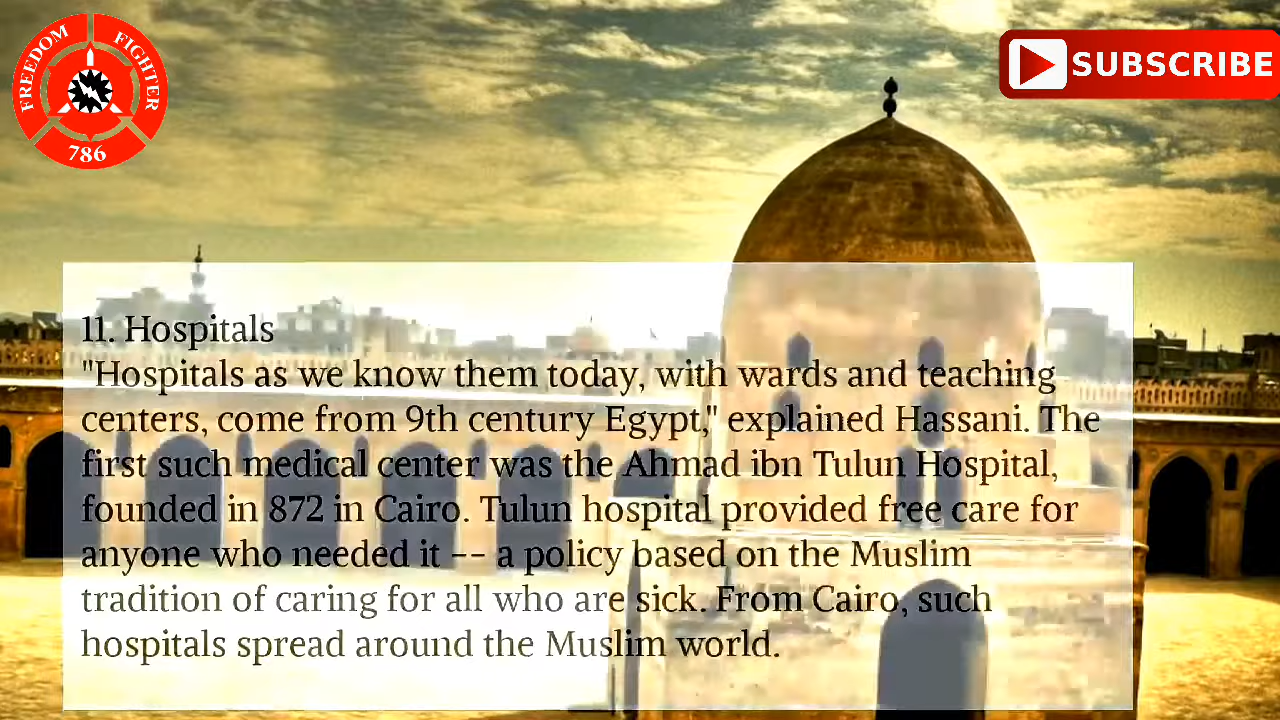 FREEDOM FIGHTER
786
SUBSCRIBE
11. Hospitals
"Hospitals as we know them today, with wards and teaching
centers, come from 9th century Egypt," explained Hassani. The
first such medical center was the Ahmad ibn Tulun Hospital,
founded in 872 in Cairo. Tulun hospital provided free care for
anyone who needed it -- a policy based on the Muslim
tradition of caring for all who are sick. From Cairo, such
hospitals spread around the Muslim world.